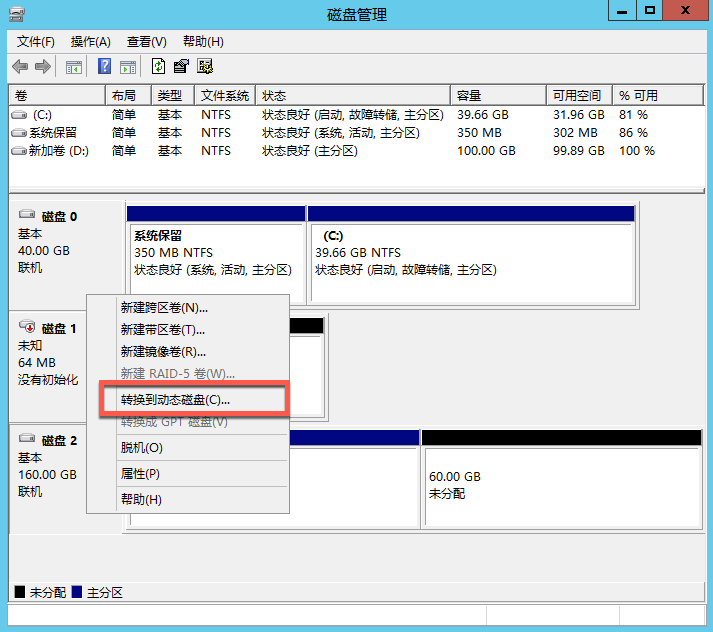 磁盘管理
文件(F) 操作(A) 查看(V) 帮助(H)
卷 布局 类型 文件系统 状态 容量 可用空间 % 可用
(C:) 简单 基本 NTFS 状态良好 (启动, 故障转储, 主分区) 39.66 GB 31.96 GB 81 %
系统保留 简单 基本 NTFS 状态良好 (系统, 活动, 主分区) 350 MB 302 MB 86 %
新加卷 (D:) 简单 基本 NTFS 状态良好 (主分区) 100.00 GB 99.89 GB 100 %
磁盘 0
基本
40.00 GB
联机
系统保留
350 MB NTFS
状态良好 (系统, 活动, 主分区)
(C:)
39.66 GB NTFS
状态良好 (启动, 故障转储, 主分区)
磁盘 1
未知
64 MB
没有初始化
新建跨区卷(N)...
新建带区卷(T)...
新建镜像卷(R)...
新建 RAID-5 卷(W)...
转换到动态磁盘(C)...
转换成 GPT 磁盘(V)
脱机(O)
属性(P)
帮助(H)
磁盘 2
基本
160.00 GB
联机
60.00 GB
未分配
未分配 主分区